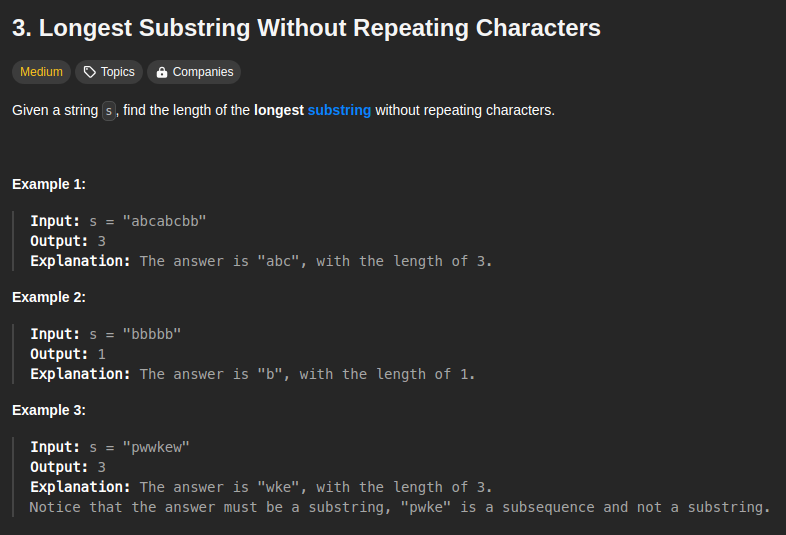 3. Longest Substring Without Repeating Characters
Medium Topics Companies
Given a string s, find the length of the longest substring without repeating characters.
Example 1:
Input: s = "abcabcbb"
Output: 3
Explanation: The answer is "abc", with the length of 3.
Example 2:
Input: s = "bbbbb"
Output: 1
Explanation: The answer is "b", with the length of 1.
Example 3:
Input: s = "pwwkew"
Output: 3
Explanation: The answer is "wke", with the length of 3.
Notice that the answer must be a substring, "pwke" is a subsequence and not a substring.